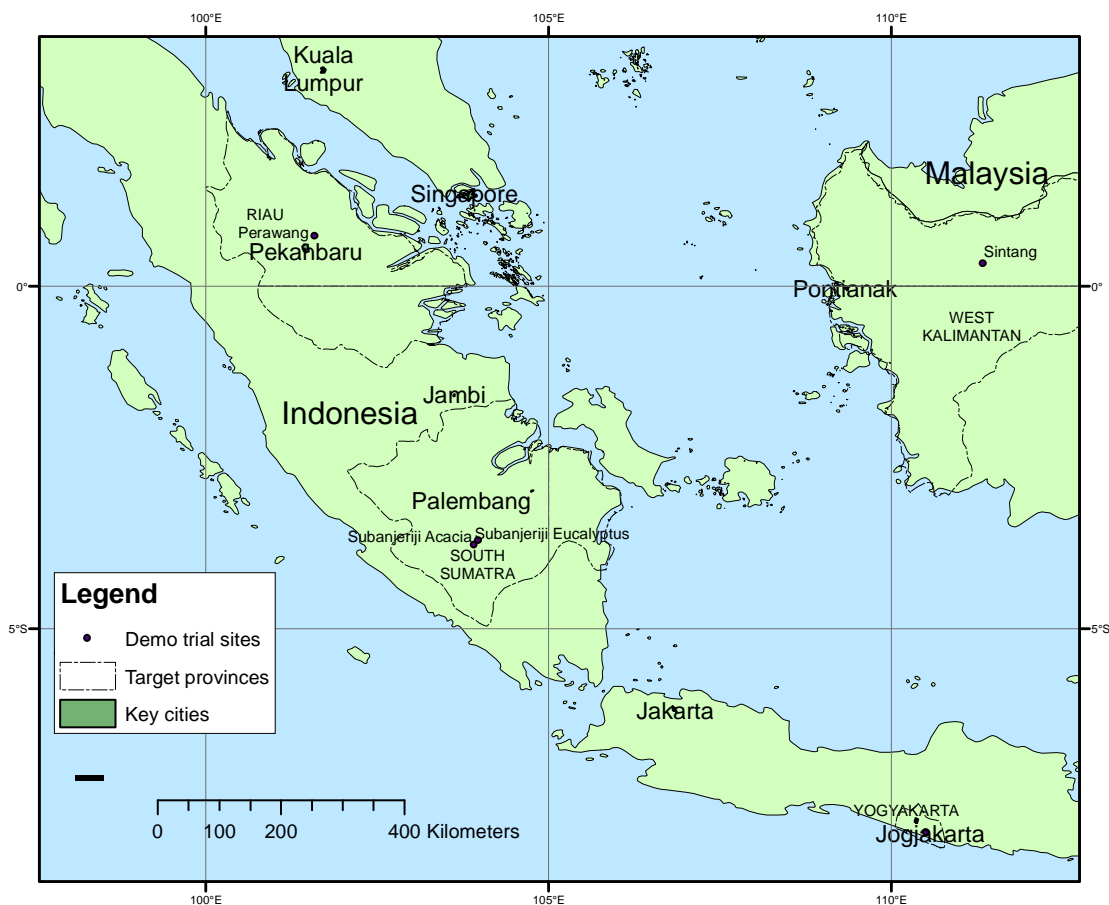 100°E
105°E
110°E
Kuala
Lumpur
Malaysia
Singapore
RIAU
Perawang
Pekanbaru
Sintang
0°
0°
Pontianak
WEST
KALIMANTAN
Jambi
Indonesia
Palembang
Subanjeriji Acacia
Subanjeriji Eucalyptus
SOUTH
SUMATRA
Legend
Demo trial sites
Target provinces
Key cities
5°S
5°S
Jakarta
YOGYAKARTA
Jogjakarta
0 100 200 400 Kilometers
100°E
105°E
110°E